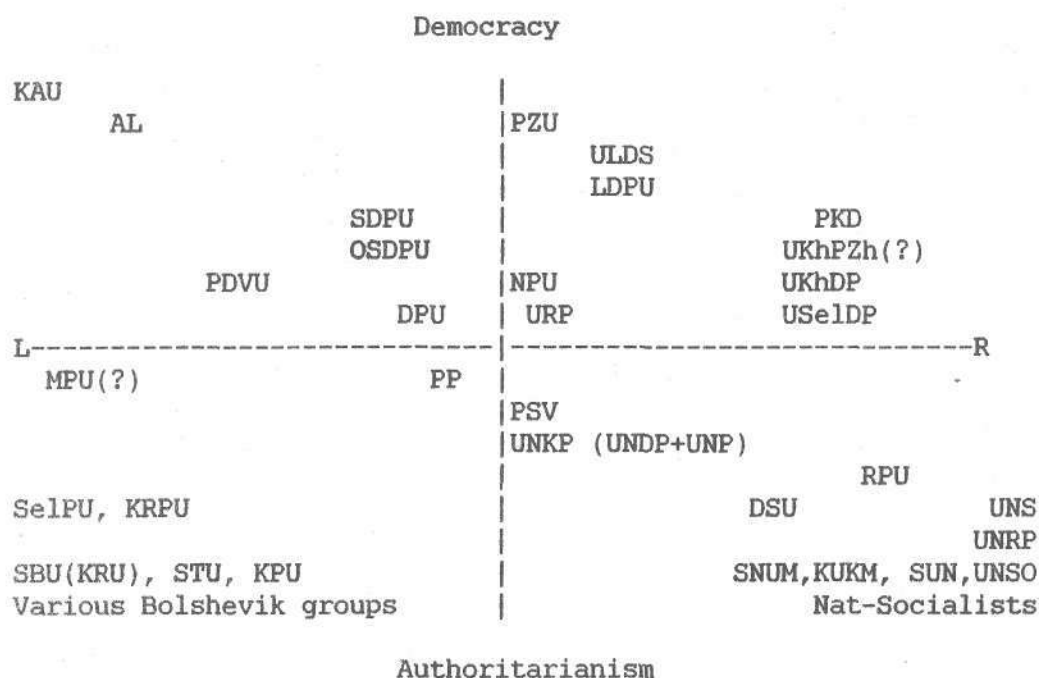 Democracy
KAU |
AL |PZU
| ULDS
| LDPU
SDPU | PKD
OSDPU | UKhPZh(?)
PDVU |NPU UKhDP
DPU | URP USelDP
L------------------------------|------------------------------R
MPU(?) PP |
|PSV
|UNKP (UNDP+UNP)
| RPU
SelPU, KRPU | DSU UNS
| UNRP
SBU(KRU), STU, KPU | SNUM,KUKM, SUN,UNSO
Various Bolshevik groups | Nat-Socialists
Authoritarianism